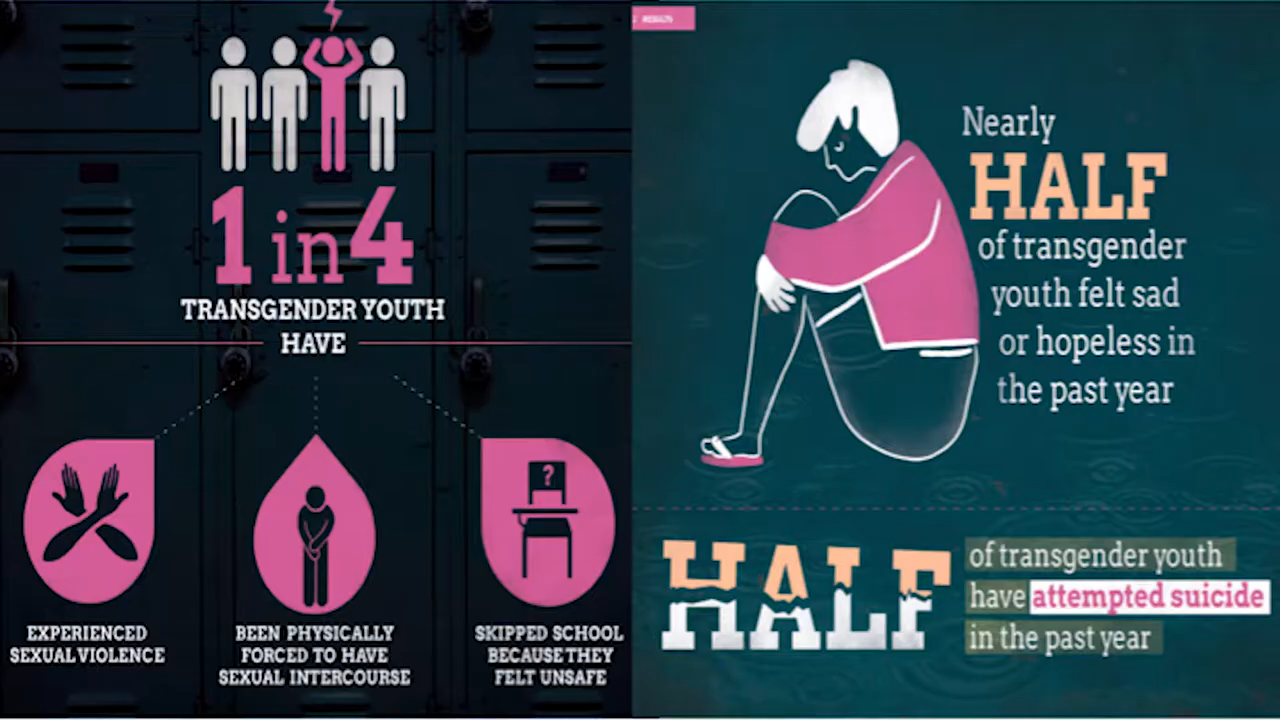 1 in 4
TRANSGENDER YOUTH
HAVE
EXPERIENCED
SEXUAL VIOLENCE
BEEN PHYSICALLY
FORCED TO HAVE
SEXUAL INTERCOURSE
?
SKIPPED SCHOOL
BECAUSE THEY
FELT UNSAFE
RESULTS
Nearly
HALF
of transgender
youth felt sad
or hopeless in
the past year
HALF
of transgender youth
have attempted suicide
in the past year